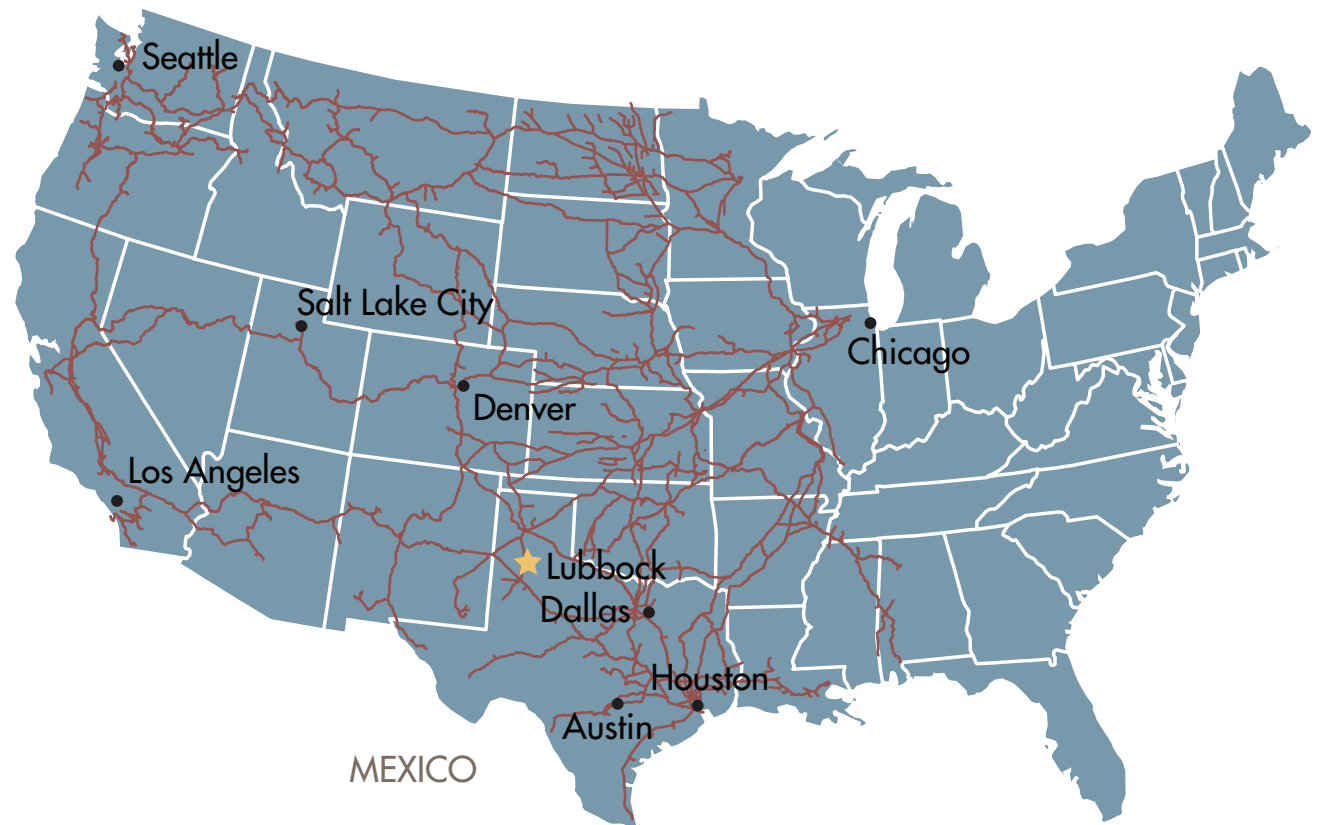 Seattle
Salt Lake City
Chicago
Denver
Los Angeles
Lubbock
Dallas
Houston
Austin
MEXICO